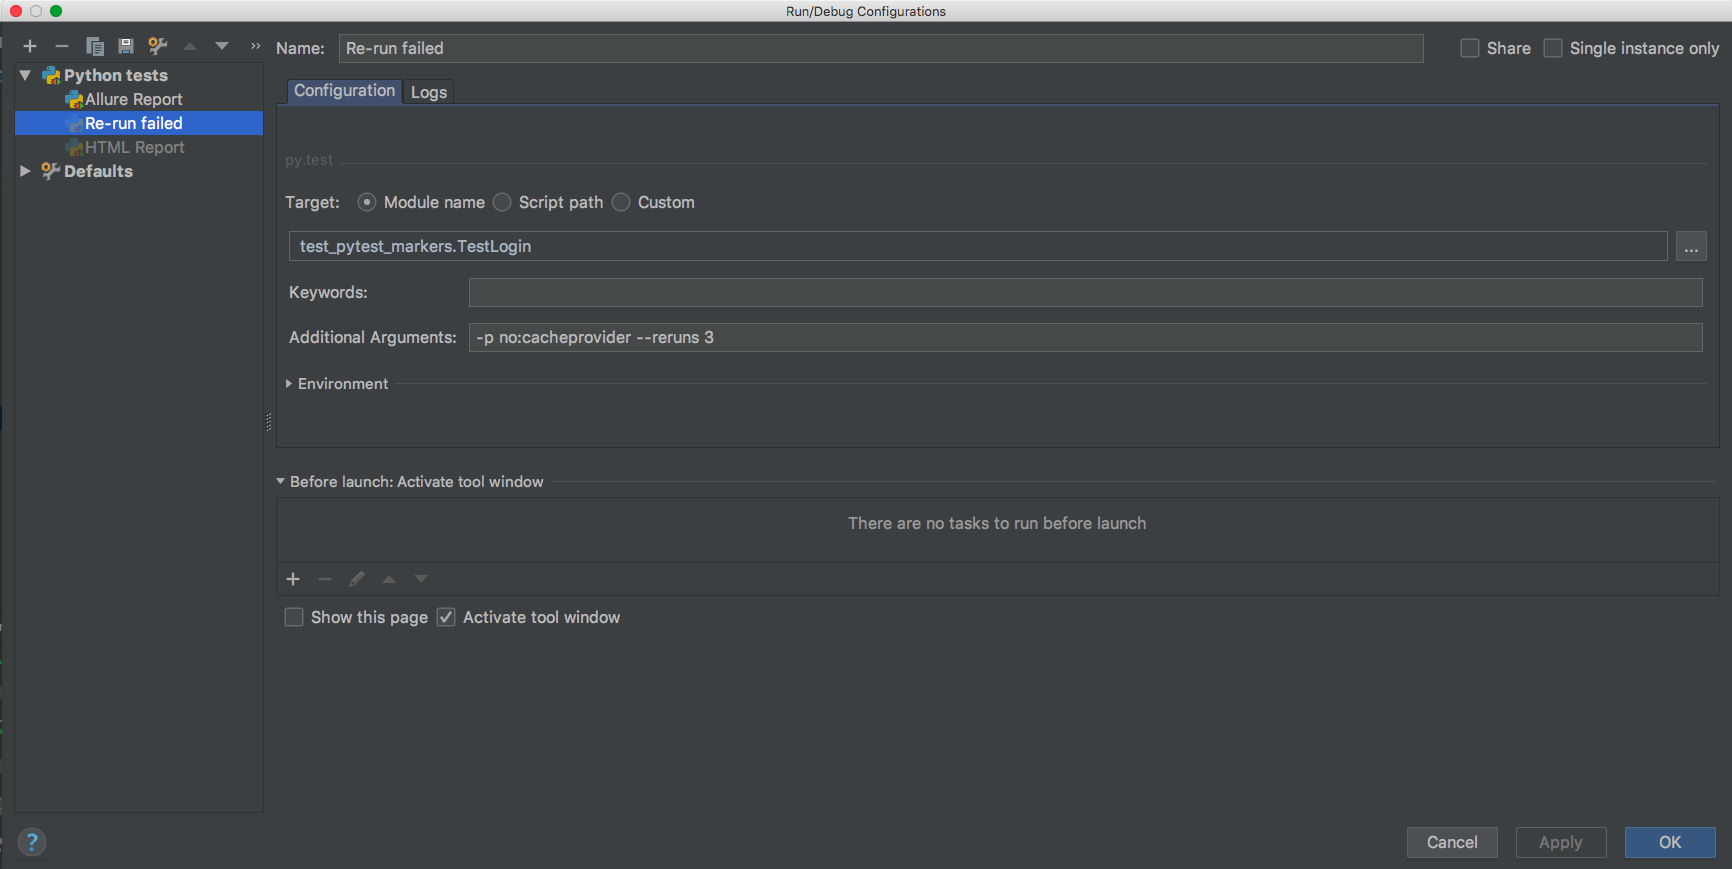 Run/Debug Configurations
Name: Re-run failed Share Single instance only
Python tests
Allure Report
Re-run failed
HTML Report
Defaults
Configuration Logs
py.test
Target: Module name Script path Custom
test_pytest_markers.TestLogin ...
Keywords:
Additional Arguments: -p no:cacheprovider --reruns 3
Environment
Before launch: Activate tool window
There are no tasks to run before launch
Show this page Activate tool window
? Cancel Apply OK